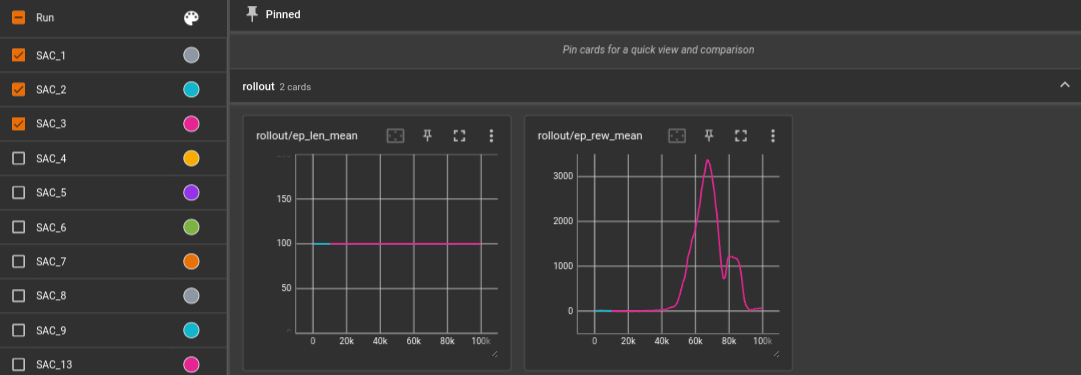 Run
SAC_1
SAC_2
SAC_3
SAC_4
SAC_5
SAC_6
SAC_7
SAC_8
SAC_9
SAC_13
Pinned
Pin cards for a quick view and comparison
rollout 2 cards
rollout/ep_len_mean
150
100
50
0 20k 40k 60k 80k 100k
rollout/ep_rew_mean
3000
2000
1000
0
0 20k 40k 60k 80k 100k